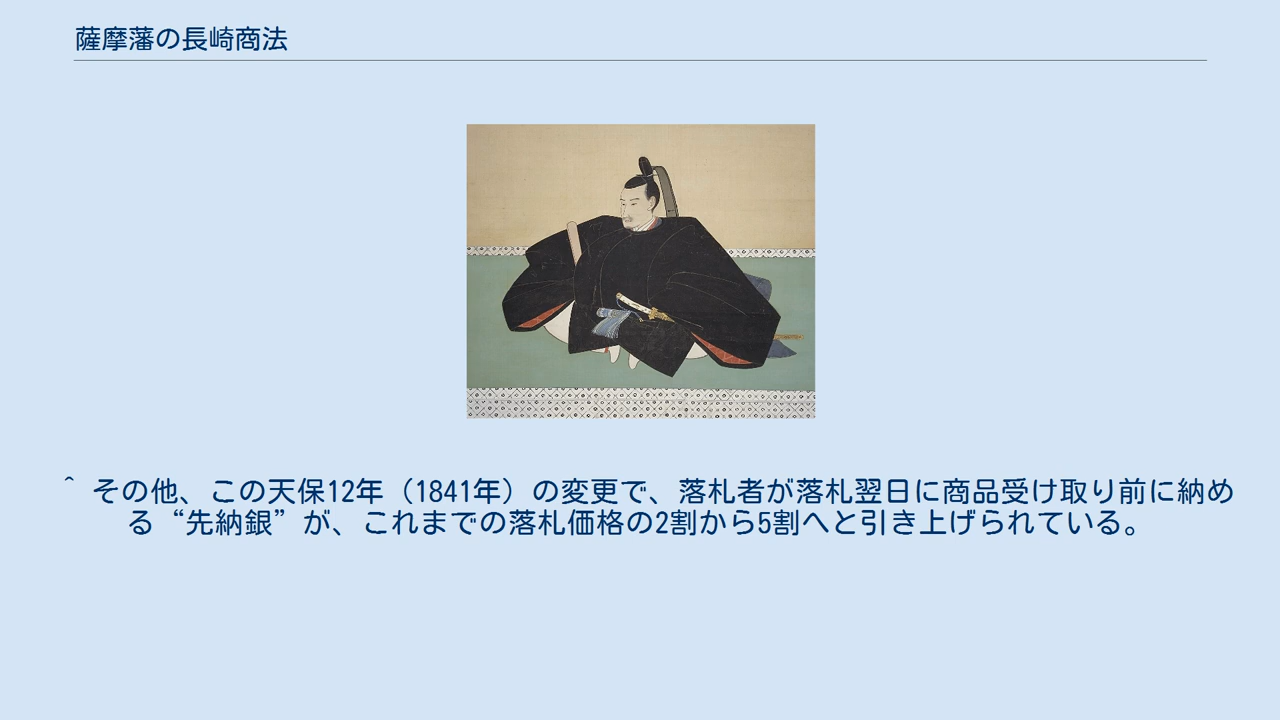 薩摩藩の長崎商法
^ その他、この天保12年（1841年）の変更で、落札者が落札翌日に商品受け取り前に納め
る“先納銀”が、これまでの落札価格の2割から5割へと引き上げられている。